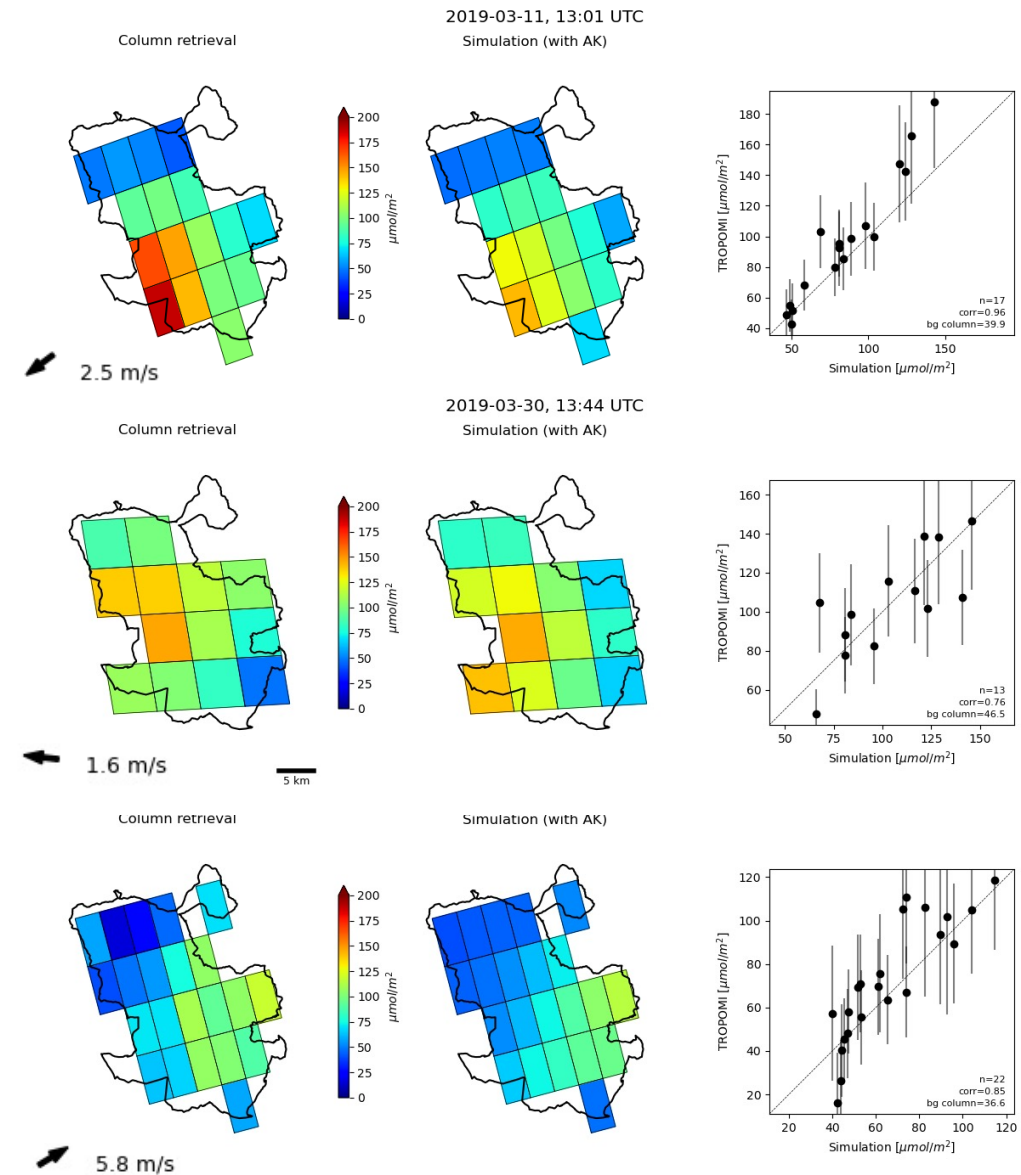 2019-03-11, 13:01 UTC
Column retrieval
Simulation (with AK)
200
175
150
125
100
75
50
25
0
μmol/m²
2.5 m/s
TROPOMI [μmol/m²]
180
160
140
120
100
80
60
40
n=17
corr=0.96
bg column=39.9
50
100
150
Simulation [μmol/m²]
2019-03-30, 13:44 UTC
Column retrieval
Simulation (with AK)
200
175
150
125
100
75
50
25
0
μmol/m²
1.6 m/s
5 km
TROPOMI [μmol/m²]
160
140
120
100
80
60
n=13
corr=0.76
bg column=46.5
50
75
100
125
150
Simulation [μmol/m²]
Column retrieval
Simulation (with AK)
200
175
150
125
100
75
50
25
0
μmol/m²
5.8 m/s
TROPOMI [μmol/m²]
120
100
80
60
40
20
n=22
corr=0.85
bg column=36.6
20
40
60
80
100
120
Simulation [μmol/m²]